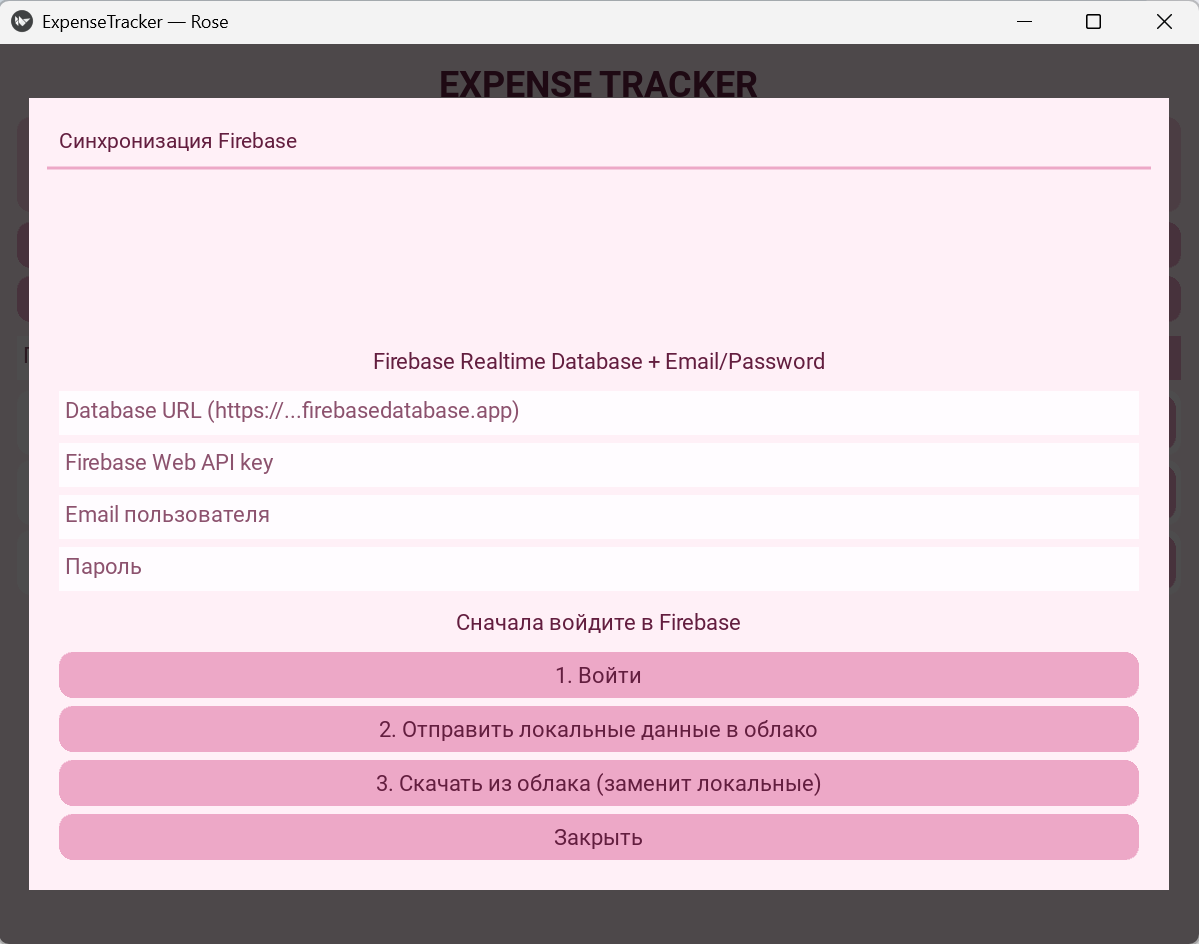 ExpenseTracker — Rose
EXPENSE TRACKER
Синхронизация Firebase
Firebase Realtime Database + Email/Password
Database URL (https://...firebasedatabase.app)
Firebase Web API key
Email пользователя
Пароль
Сначала войдите в Firebase
1. Войти
2. Отправить локальные данные в облако
3. Скачать из облака (заменит локальные)
Закрыть